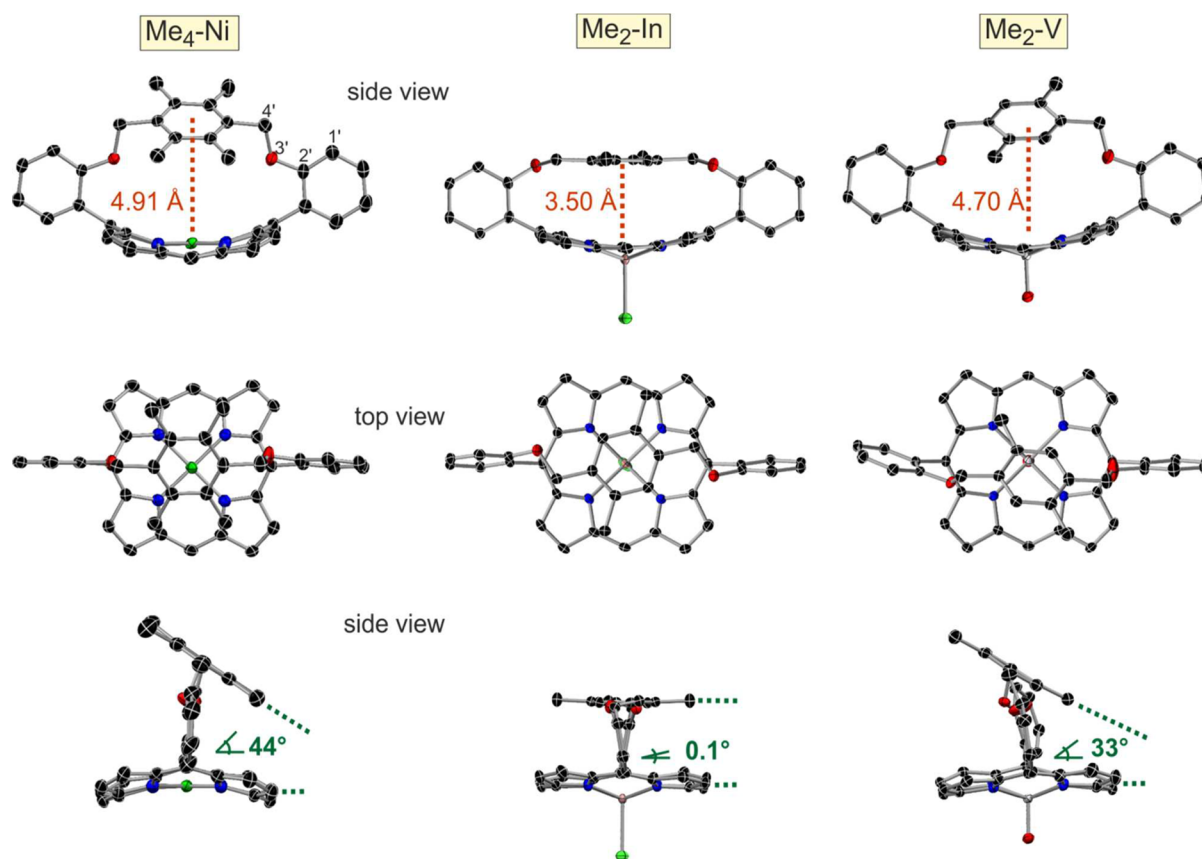 Me4-Ni
Me2-In
Me2-V
side view
4'
1'
3'
2'
4.91 Å
3.50 Å
4.70 Å
top view
side view
44°
0.1°
33°